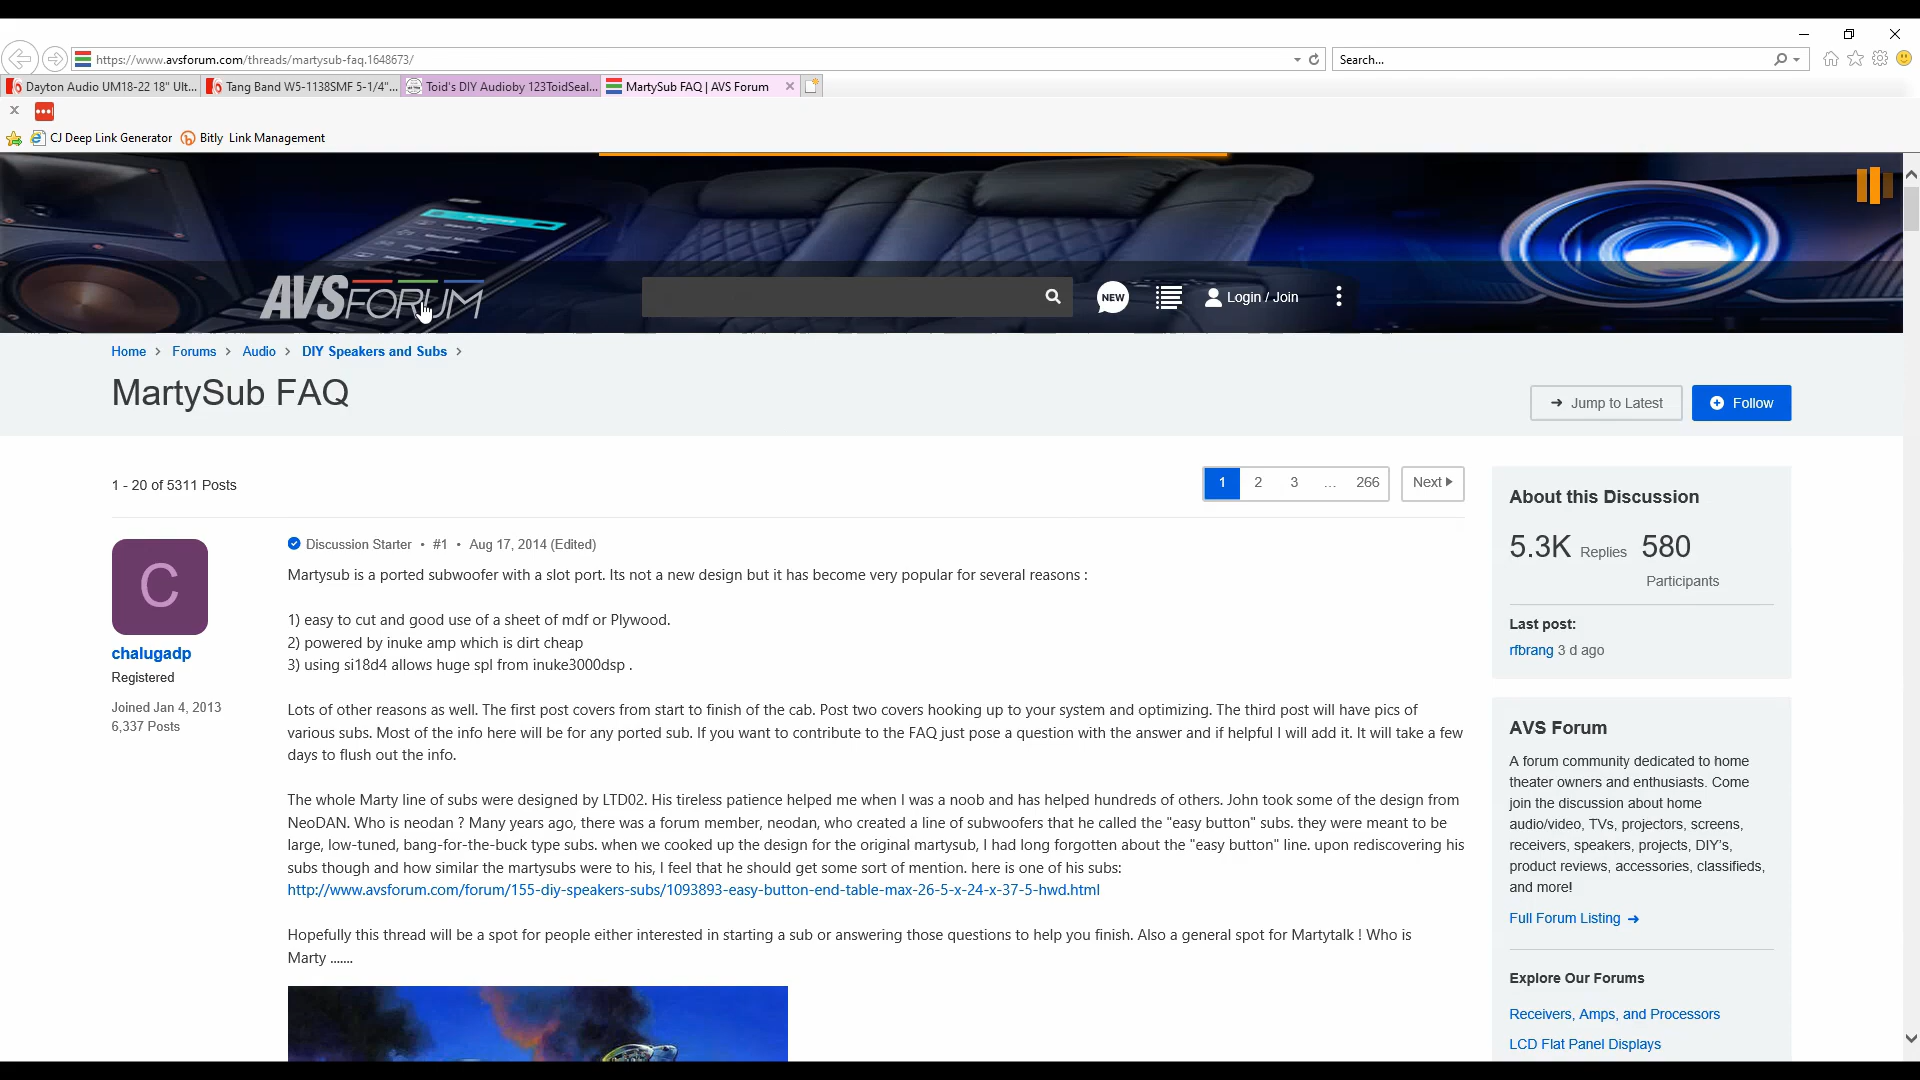 https://www.avsforum.com/threads/martysub-faq.1648673/
Search...
Dayton Audio UM18-22 18" Ult...
Tang Band W5-1138SMF 5-1/4"...
Toid's DIY Audioby 123ToidSeal...
MartySub FAQ | AVS Forum
CJ Deep Link Generator
Bitly Link Management
AVSFORUM
NEW
Login / Join
Home > Forums > Audio > DIY Speakers and Subs >
MartySub FAQ
Jump to Latest
Follow
1 - 20 of 5311 Posts
1 2 3 ... 266
Next
C
chalugadp
Registered
Joined Jan 4, 2013
6,337 Posts
Discussion Starter • #1 • Aug 17, 2014 (Edited)
Martysub is a ported subwoofer with a slot port. Its not a new design but it has become very popular for several reasons :
1) easy to cut and good use of a sheet of mdf or Plywood.
2) powered by inuke amp which is dirt cheap
3) using si18d4 allows huge spl from inuke3000dsp .
Lots of other reasons as well. The first post covers from start to finish of the cab. Post two covers hooking up to your system and optimizing. The third post will have pics of
various subs. Most of the info here will be for any ported sub. If you want to contribute to the FAQ just pose a question with the answer and if helpful I will add it. It will take a few
days to flush out the info.
The whole Marty line of subs were designed by LTD02. His tireless patience helped me when I was a noob and has helped hundreds of others. John took some of the design from
NeoDAN. Who is neodan ? Many years ago, there was a forum member, neodan, who created a line of subwoofers that he called the "easy button" subs. they were meant to be
large, low-tuned, bang-for-the-buck type subs. when we cooked up the design for the original martysub, I had long forgotten about the "easy button" line. upon rediscovering his
subs though and how similar the martysubs were to his, I feel that he should get some sort of mention. here is one of his subs:
http://www.avsforum.com/forum/155-diy-speakers-subs/1093893-easy-button-end-table-max-26-5-x-24-x-37-5-hwd.html
Hopefully this thread will be a spot for people either interested in starting a sub or answering those questions to help you finish. Also a general spot for Martytalk ! Who is
Marty .......
About this Discussion
5.3K Replies 580
Participants
Last post:
rfbrang 3 d ago
AVS Forum
A forum community dedicated to home
theater owners and enthusiasts. Come
join the discussion about home
audio/video, TVs, projectors, screens,
receivers, speakers, projects, DIY's,
product reviews, accessories, classifieds,
and more!
Full Forum Listing
Explore Our Forums
Receivers, Amps, and Processors
LCD Flat Panel Displays